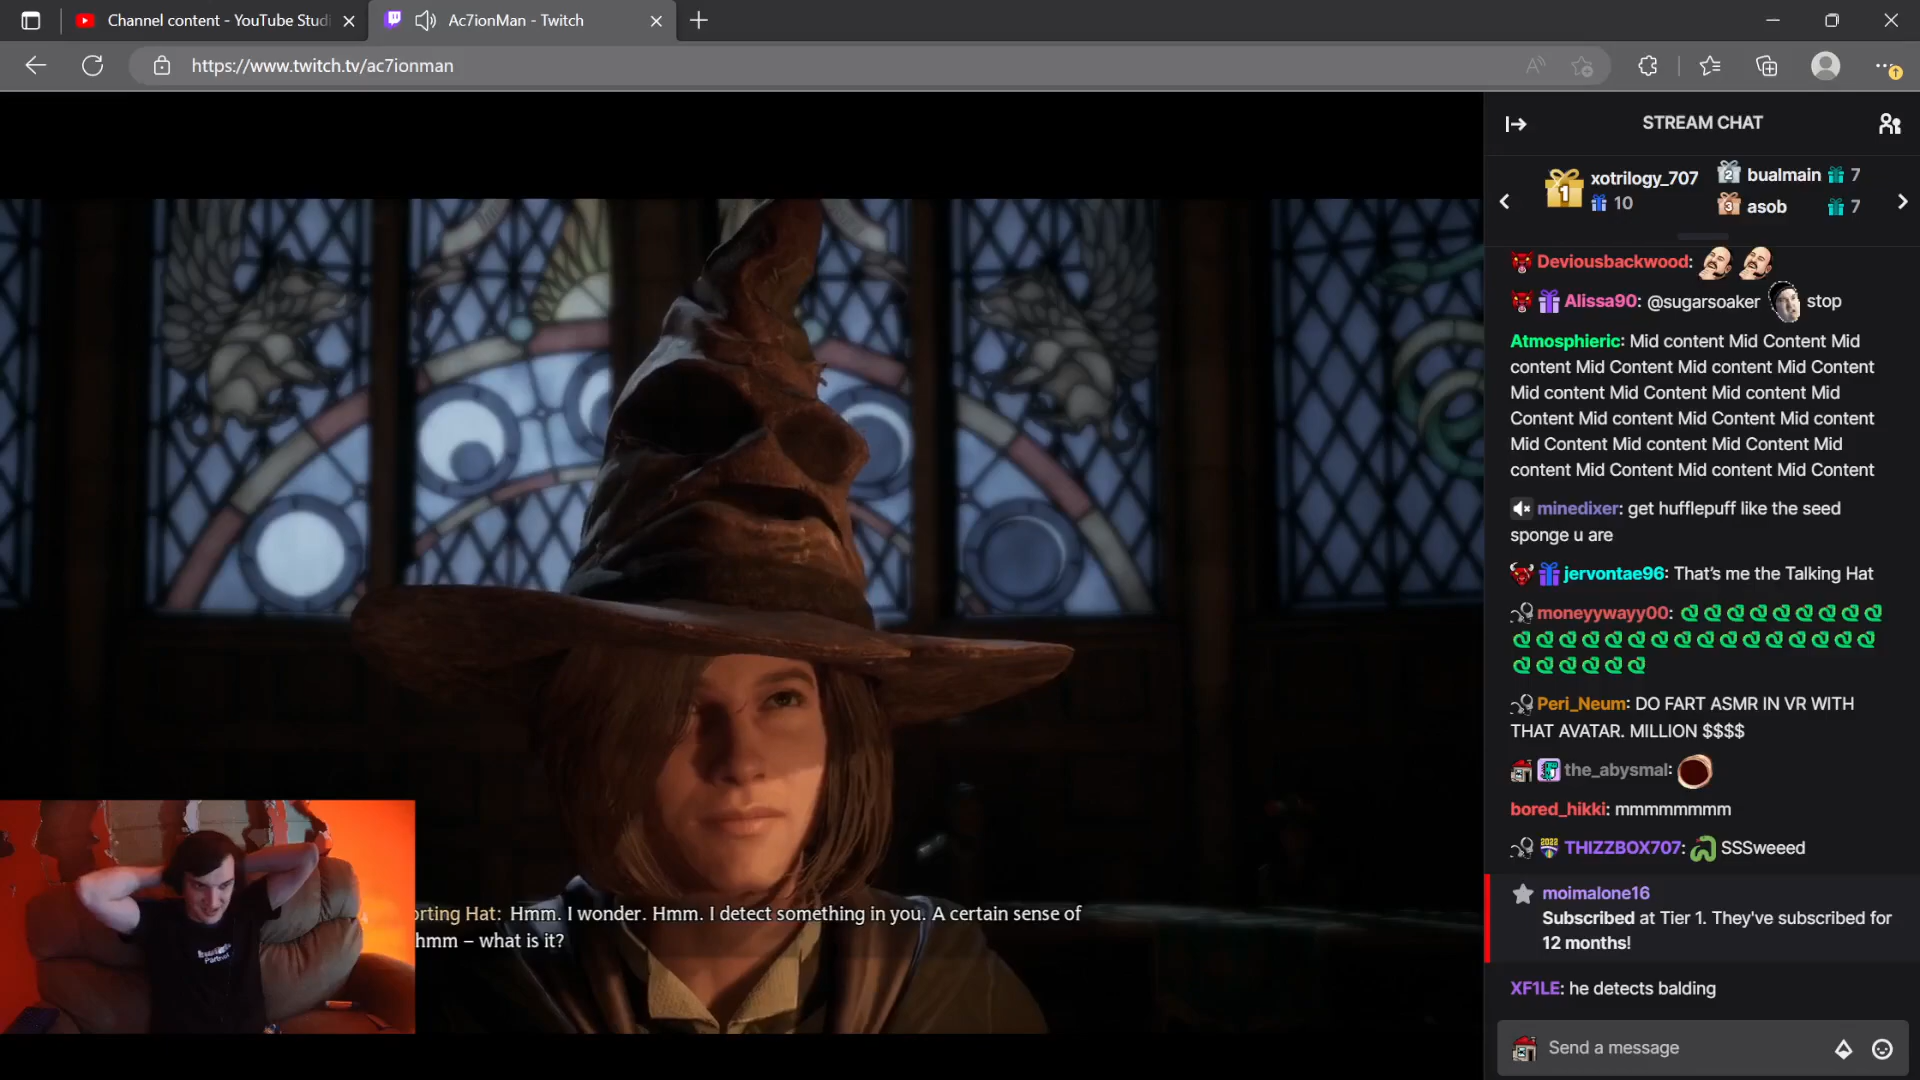 Channel content - YouTube Studi
Ac7ionMan - Twitch
https://www.twitch.tv/ac7ionman
STREAM CHAT
1 xotrilogy_707 10
2 bualmain 7
3 asob 7
Deviousbackwood:
Alissa90: @sugarsoaker stop
Atmosphieric: Mid content Mid Content Mid
content Mid Content Mid content Mid Content
Mid content Mid Content Mid content Mid
Content Mid content Mid Content Mid content
Mid Content Mid content Mid Content Mid
content Mid Content Mid content Mid Content
minedixer: get hufflepuff like the seed
sponge u are
jervontae96: That's me the Talking Hat
moneyywayy00:
Peri_Neum: DO FART ASMR IN VR WITH
THAT AVATAR. MILLION $$$$
the_abysmal:
bored_hikki: mmmmmmmm
THIZZBOX707: SSSweeed
moimalone16
Subscribed at Tier 1. They've subscribed for
12 months!
XF1LE: he detects balding
Send a message
orting Hat: Hmm. I wonder. Hmm. I detect something in you. A certain sense of
hmm – what is it?